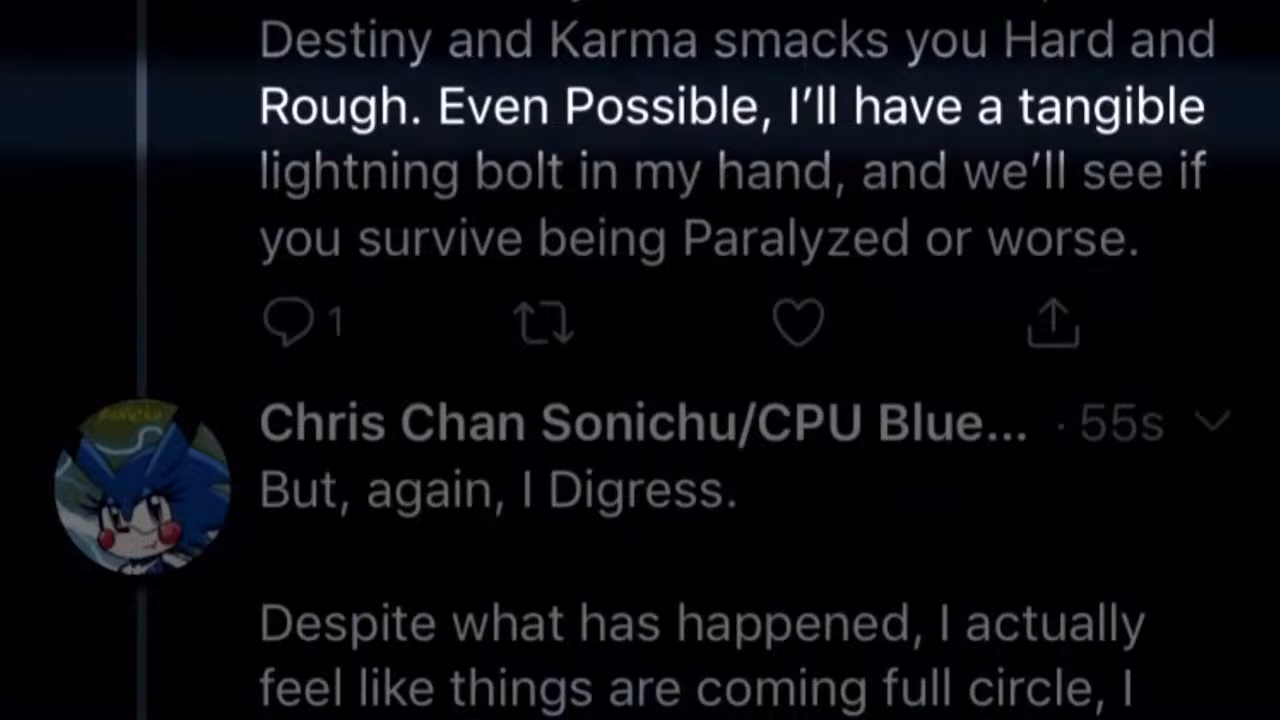 Destiny and Karma smacks you Hard and
Rough. Even Possible, I’ll have a tangible
lightning bolt in my hand, and we’ll see if
you survive being Paralyzed or worse.
1
Chris Chan Sonichu/CPU Blue... · 55s
But, again, I Digress.
Despite what has happened, I actually
feel like things are coming full circle, I